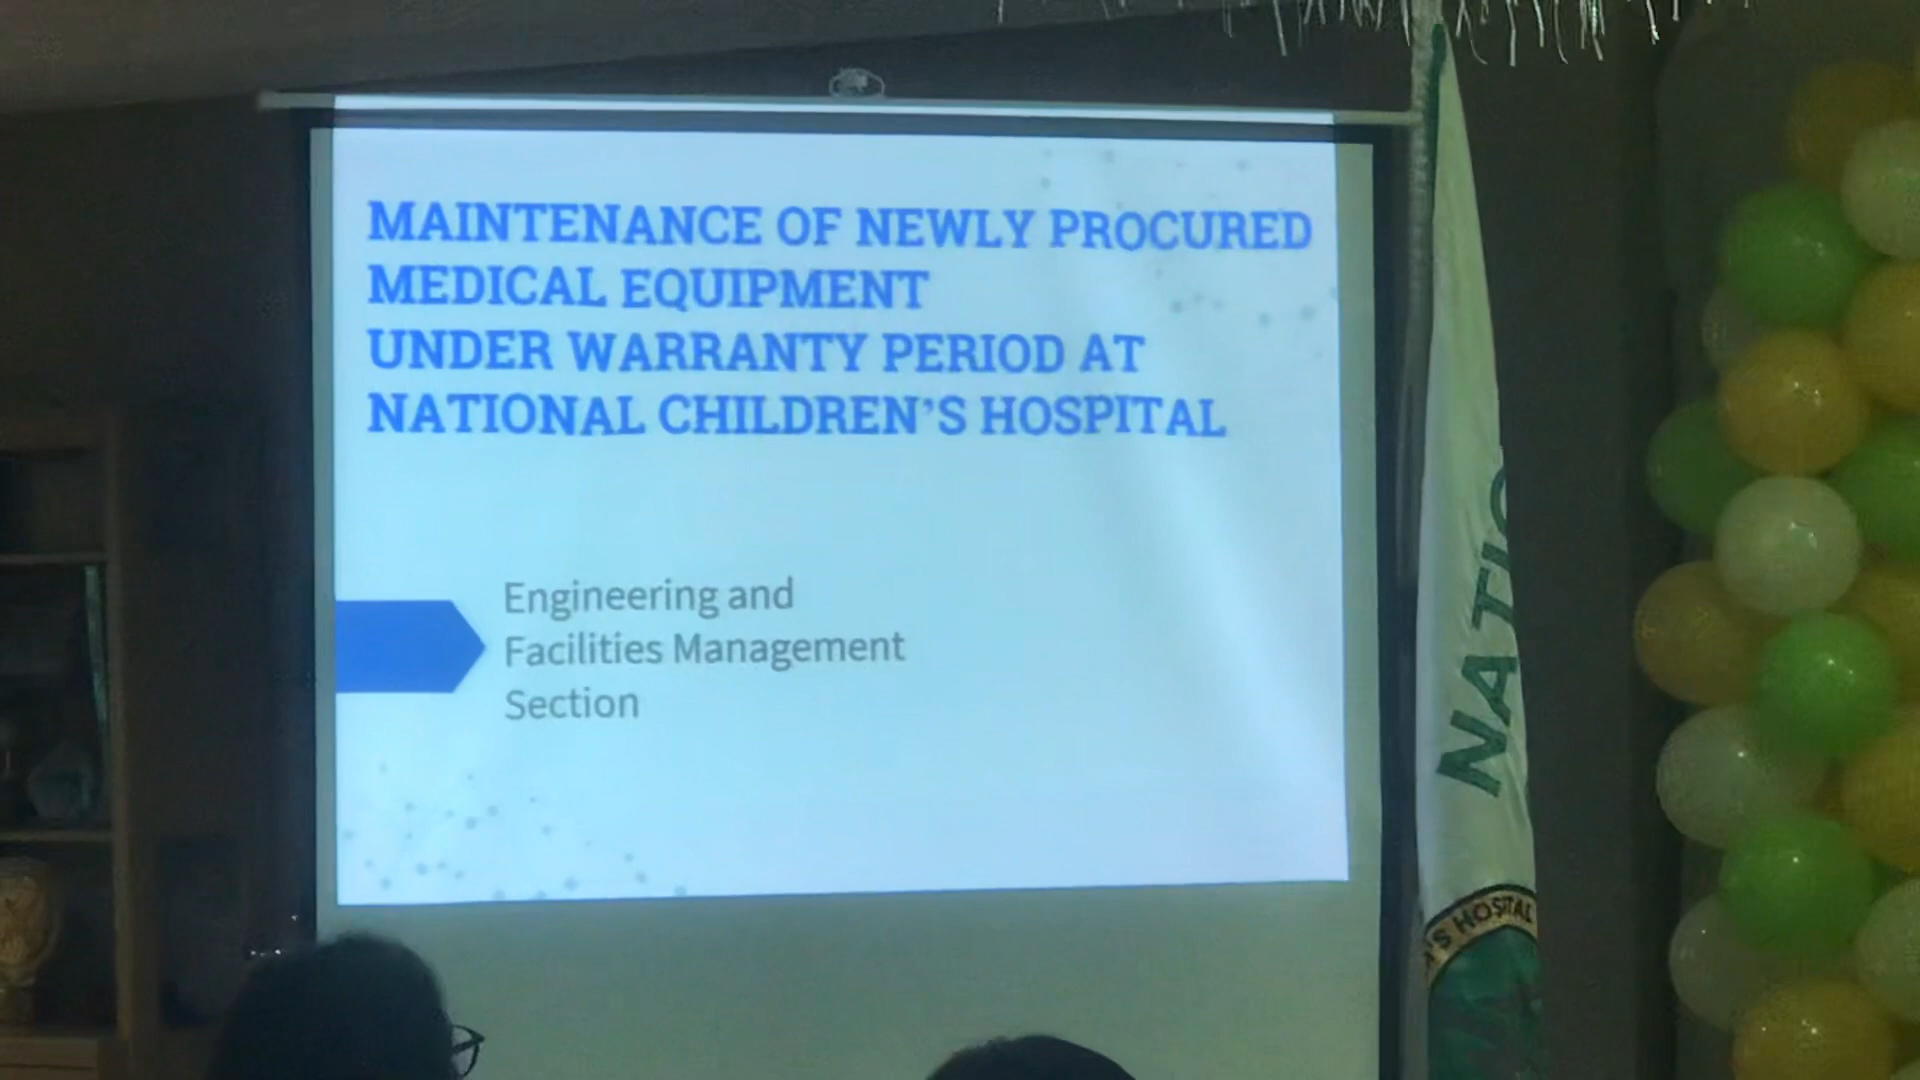 MAINTENANCE OF NEWLY PROCURED
MEDICAL EQUIPMENT
UNDER WARRANTY PERIOD AT
NATIONAL CHILDREN'S HOSPITAL
Engineering and
Facilities Management
Section
NATIO
'S HOSPITAL